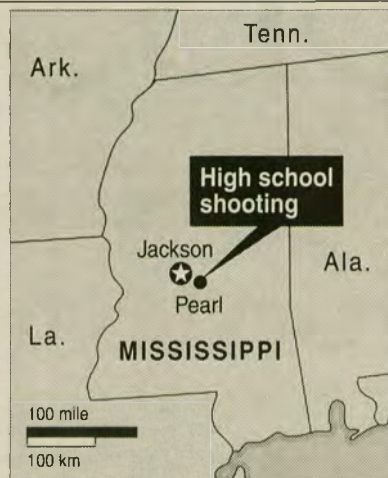 Tenn.
Ark.
High school
shooting
Jackson
Ala.
Pearl
La.
MISSISSIPPI
100 mile
100 km